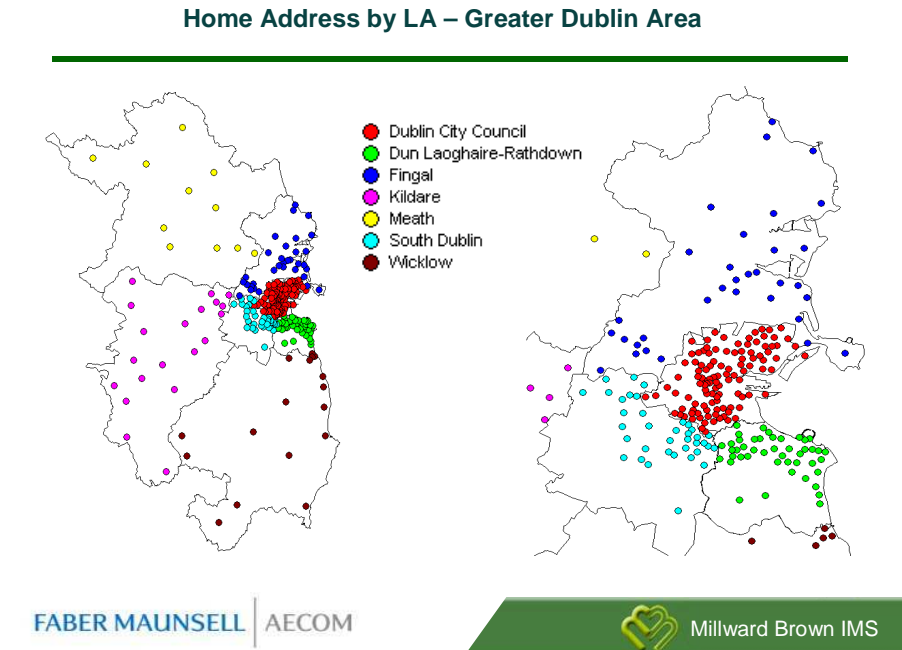 Home Address by LA – Greater Dublin Area
Dublin City Council
Dun Laoghaire-Rathdown
Fingal
Kildare
Meath
South Dublin
Wicklow
FABER MAUNSELL AECOM
Millward Brown IMS